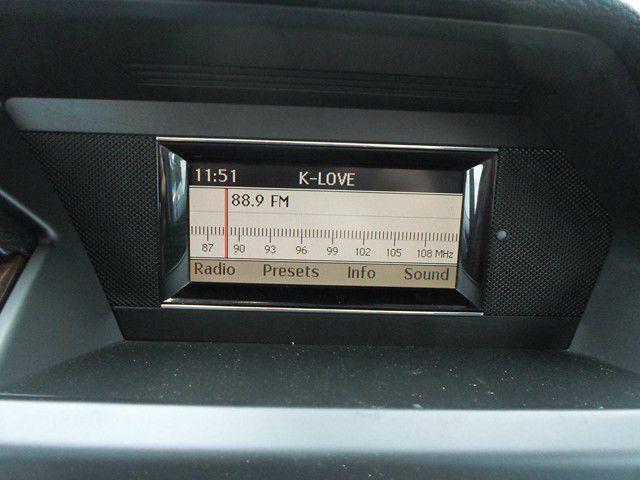 11:51 K-LOVE
88.9 FM
87 90 93 96 99 102 105 108 MHz
Radio Presets Info Sound